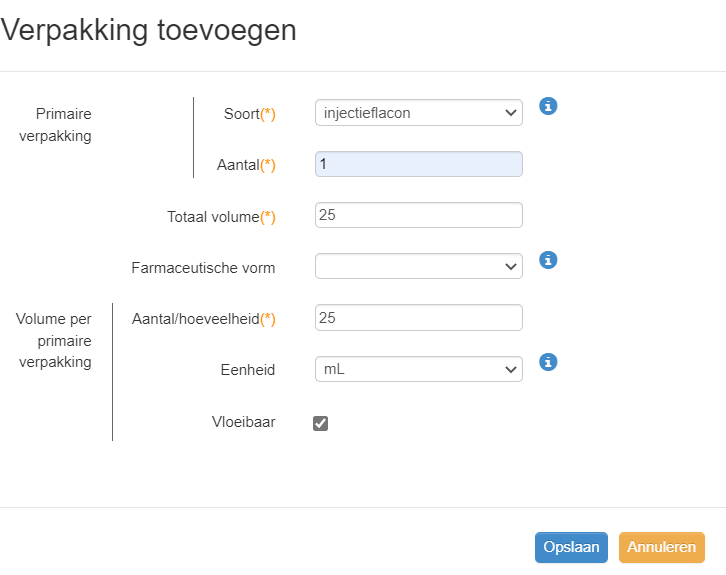 Verpakking toevoegen
Primaire
verpakking
Soort(*)
injectieflacon
Aantal(*)
1
Totaal volume(*)
25
Farmaceutische vorm
Volume per
primaire
verpakking
Aantal/hoeveelheid(*)
25
Eenheid
mL
Vloeibaar
Opslaan
Annuleren